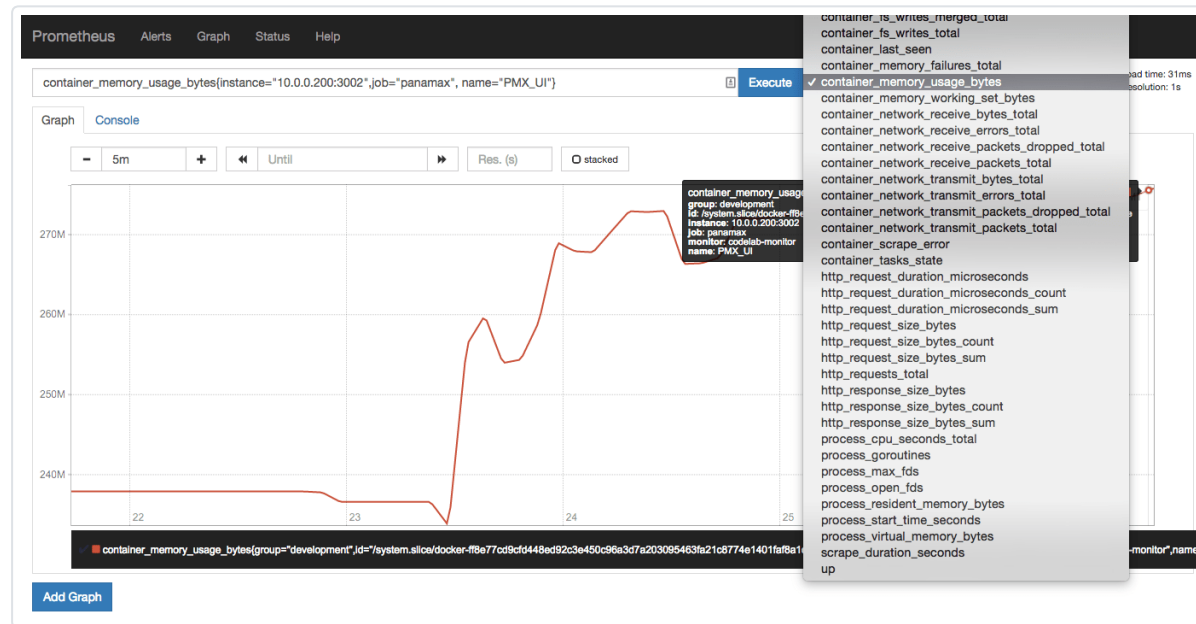 Prometheus Alerts Graph Status Help
container_memory_usage_bytes{instance="10.0.0.200:3002",job="panamax", name="PMX_UI"}
Execute
container_fs_writes_merged_total
container_fs_writes_total
container_last_seen
container_memory_failures_total
✓ container_memory_usage_bytes
container_memory_working_set_bytes
container_network_receive_bytes_total
container_network_receive_errors_total
container_network_receive_packets_dropped_total
container_network_receive_packets_total
container_network_transmit_bytes_total
container_network_transmit_errors_total
container_network_transmit_packets_dropped_total
container_network_transmit_packets_total
container_scrape_error
container_tasks_state
http_request_duration_microseconds
http_request_duration_microseconds_count
http_request_duration_microseconds_sum
http_request_size_bytes
http_request_size_bytes_count
http_request_size_bytes_sum
http_requests_total
http_response_size_bytes
http_response_size_bytes_count
http_response_size_bytes_sum
process_cpu_seconds_total
process_goroutines
process_max_fds
process_open_fds
process_resident_memory_bytes
process_start_time_seconds
process_virtual_memory_bytes
scrape_duration_seconds
up
oad time: 31ms
esolution: 1s
Graph Console
- 5m + Until Res. (s) stacked
container_memory_usag
group: development
id: /system.slice/docker-ff8e
instance: 10.0.0.200:3002
job: panamax
monitor: codelab-monitor
name: PMX_UI
270M
260M
250M
240M
22 23 24 25
container_memory_usage_bytes{group="development",id="/system.slice/docker-ff8e77cd9cfd448ed92c3e450c96a3d7a203095463fa21c8774e1401faf8a1
-monitor",name
Add Graph